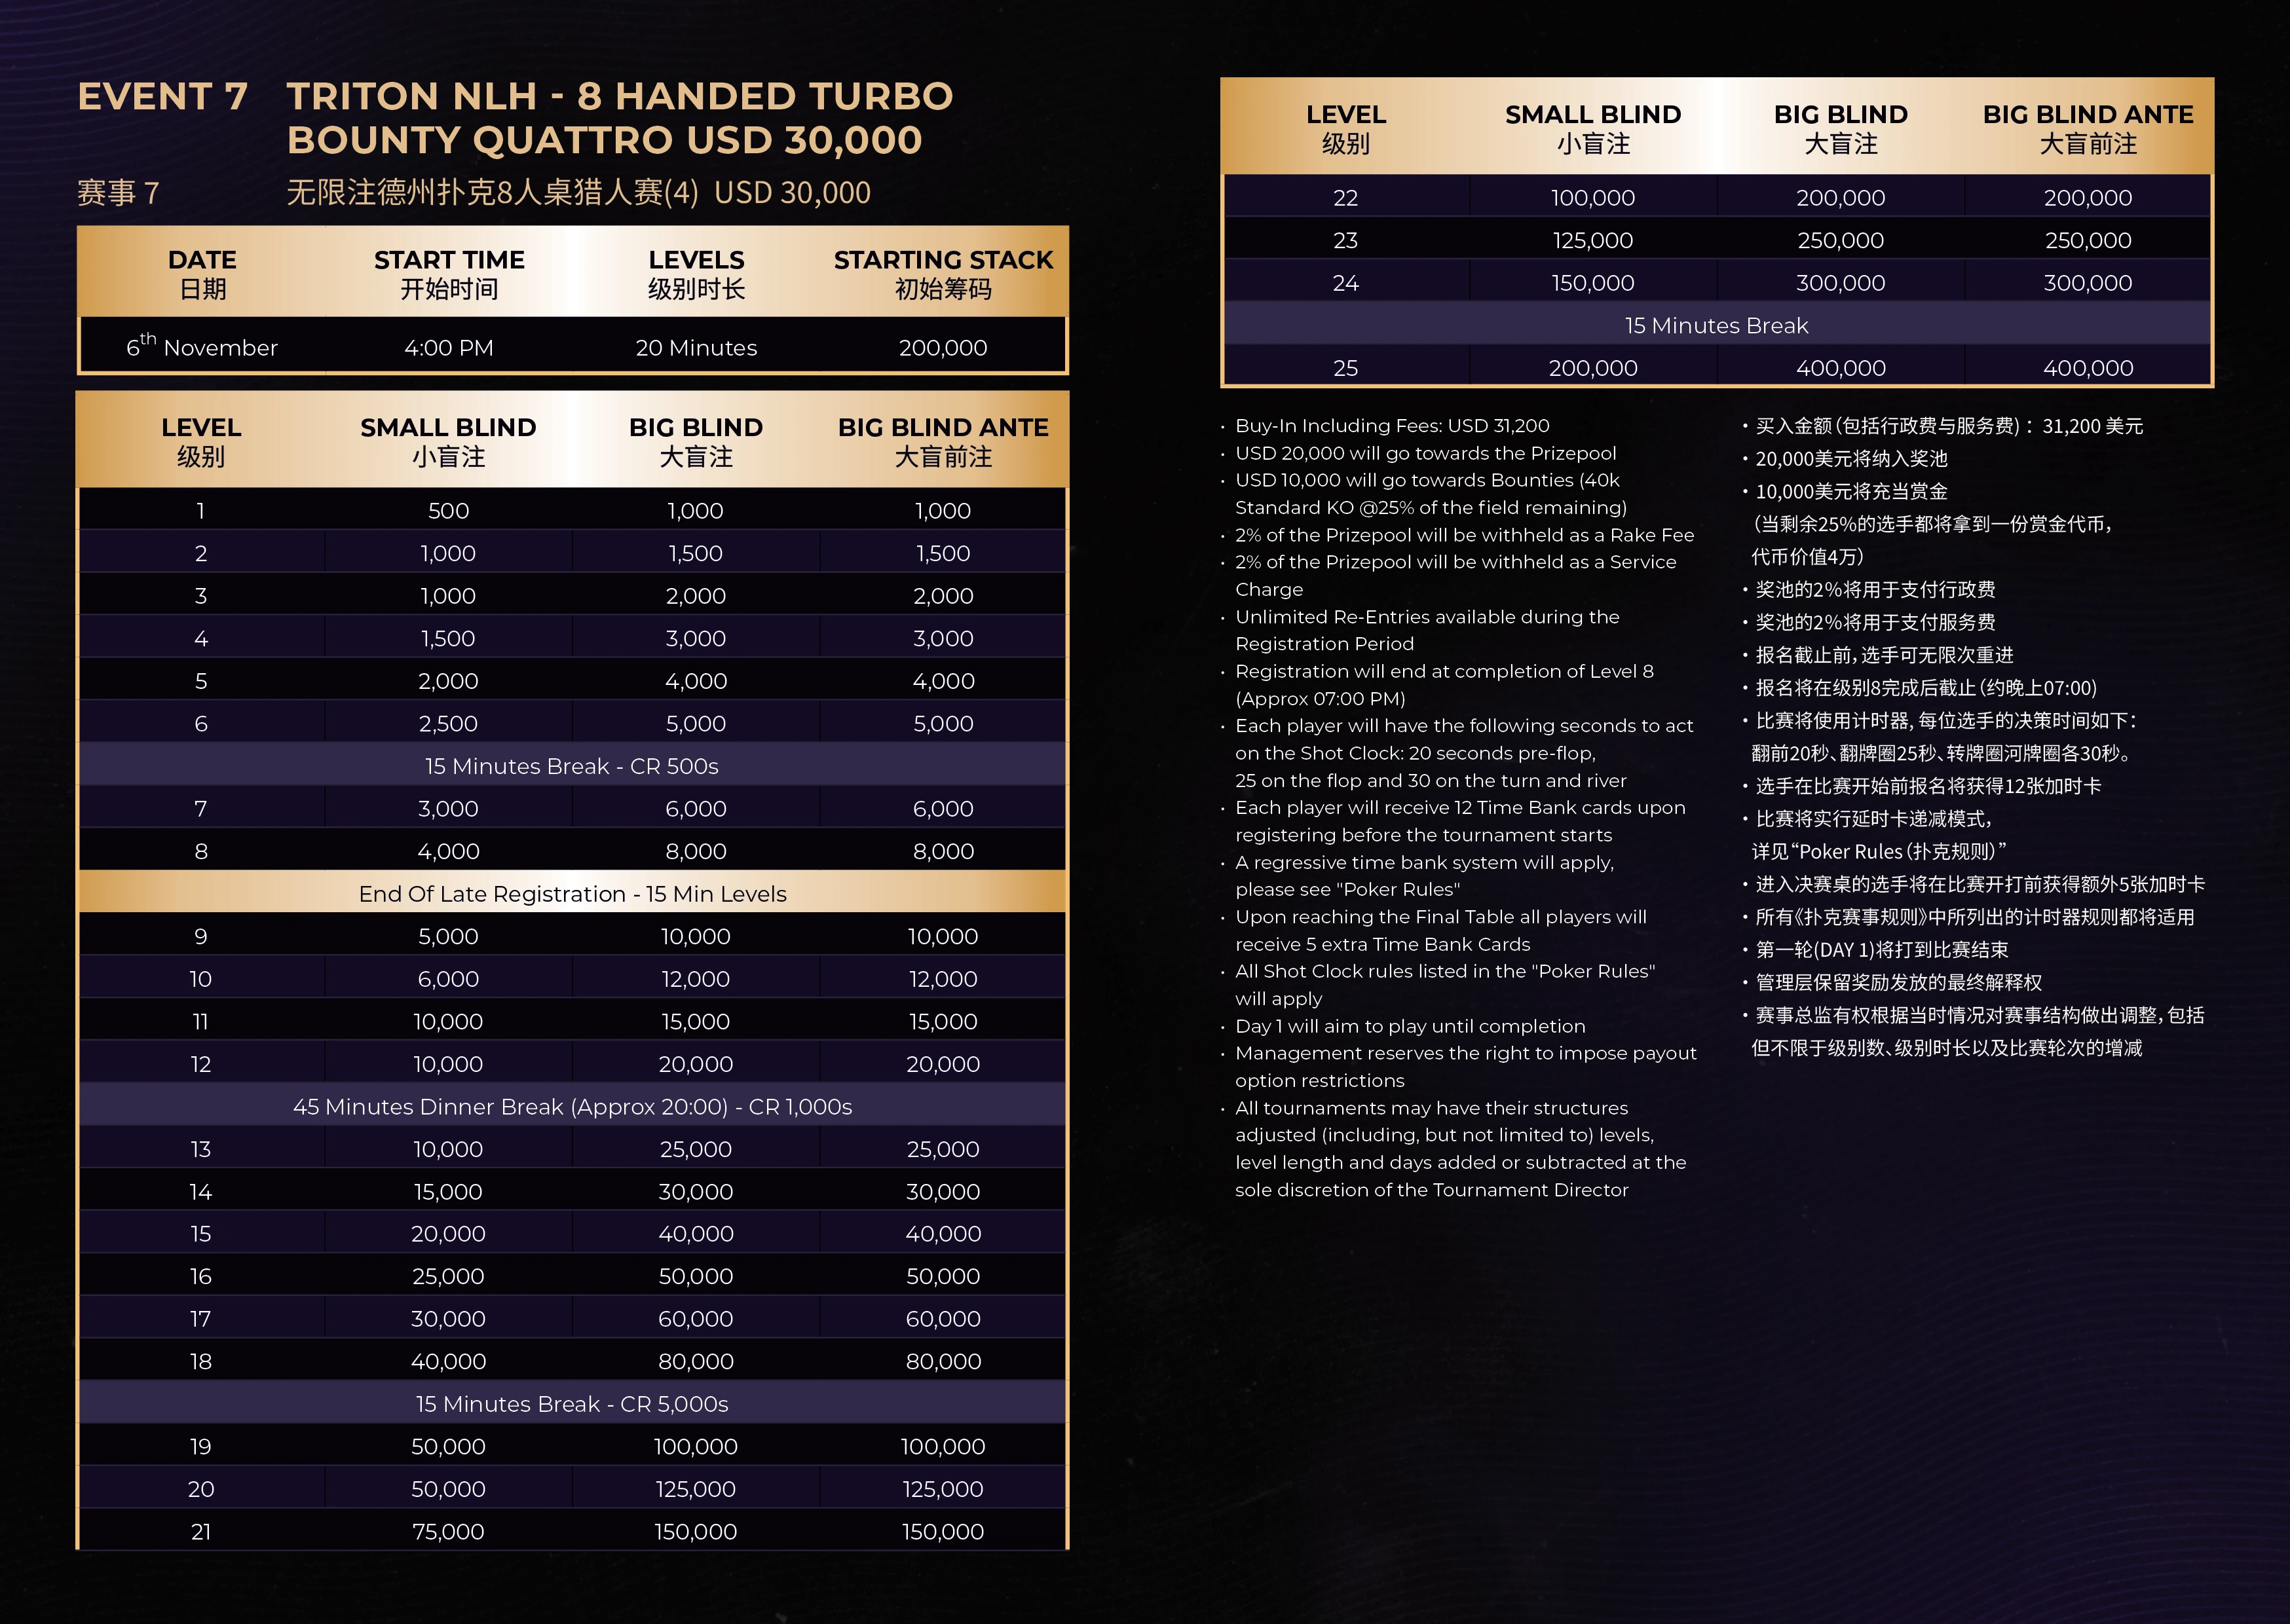 EVENT 7 TRITON NLH - 8 HANDED TURBO
BOUNTY QUATTRO USD 30,000
赛事 7 无限注德州扑克8人桌猎人赛(4) USD 30,000
DATE START TIME LEVELS STARTING STACK
日期 开始时间 级别时长 初始筹码
6th November 4:00 PM 20 Minutes 200,000
LEVEL SMALL BLIND BIG BLIND BIG BLIND ANTE
级别 小盲注 大盲注 大盲前注
1 500 1,000 1,000
2 1,000 1,500 1,500
3 1,000 2,000 2,000
4 1,500 3,000 3,000
5 2,000 4,000 4,000
6 2,500 5,000 5,000
15 Minutes Break - CR 500s
7 3,000 6,000 6,000
8 4,000 8,000 8,000
End Of Late Registration - 15 Min Levels
9 5,000 10,000 10,000
10 6,000 12,000 12,000
11 10,000 15,000 15,000
12 10,000 20,000 20,000
45 Minutes Dinner Break (Approx 20:00) - CR 1,000s
13 10,000 25,000 25,000
14 15,000 30,000 30,000
15 20,000 40,000 40,000
16 25,000 50,000 50,000
17 30,000 60,000 60,000
18 40,000 80,000 80,000
15 Minutes Break - CR 5,000s
19 50,000 100,000 100,000
20 50,000 125,000 125,000
21 75,000 150,000 150,000
LEVEL SMALL BLIND BIG BLIND BIG BLIND ANTE
级别 小盲注 大盲注 大盲前注
22 100,000 200,000 200,000
23 125,000 250,000 250,000
24 150,000 300,000 300,000
15 Minutes Break
25 200,000 400,000 400,000
· Buy-In Including Fees: USD 31,200
· USD 20,000 will go towards the Prizepool
· USD 10,000 will go towards Bounties (40k
Standard KO @25% of the field remaining)
· 2% of the Prizepool will be withheld as a Rake Fee
· 2% of the Prizepool will be withheld as a Service
Charge
· Unlimited Re-Entries available during the
Registration Period
· Registration will end at completion of Level 8
(Approx 07:00 PM)
· Each player will have the following seconds to act
on the Shot Clock: 20 seconds pre-flop,
25 on the flop and 30 on the turn and river
· Each player will receive 12 Time Bank cards upon
registering before the tournament starts
· A regressive time bank system will apply,
please see "Poker Rules"
· Upon reaching the Final Table all players will
receive 5 extra Time Bank Cards
· All Shot Clock rules listed in the "Poker Rules"
will apply
· Day 1 will aim to play until completion
· Management reserves the right to impose payout
option restrictions
· All tournaments may have their structures
adjusted (including, but not limited to) levels,
level length and days added or subtracted at the
sole discretion of the Tournament Director
· 买入金额（包括行政费与服务费）：31,200 美元
· 20,000美元将纳入奖池
· 10,000美元将充当赏金
（当剩余25%的选手都将拿到一份赏金代币，
代币价值4万）
· 奖池的2%将用于支付行政费
· 奖池的2%将用于支付服务费
· 报名截止前，选手可无限次重进
· 报名将在级别8完成后截止（约晚上07:00)
· 比赛将使用计时器, 每位选手的决策时间如下：
翻前20秒、翻牌圈25秒、转牌圈河牌圈各30秒。
· 选手在比赛开始前报名将获得12张加时卡
· 比赛将实行延时卡递减模式，
详见“Poker Rules（扑克规则）”
· 进入决赛桌的选手将在比赛开打前获得额外5张加时卡
· 所有《扑克赛事规则》中所列出的计时器规则都将适用
· 第一轮(DAY 1)将打到比赛结束
· 管理层保留奖励发放的最终解释权
· 赛事总监有权根据当时情况对赛事结构做出调整，包括
但不限于级别数、级别时长以及比赛轮次的增减